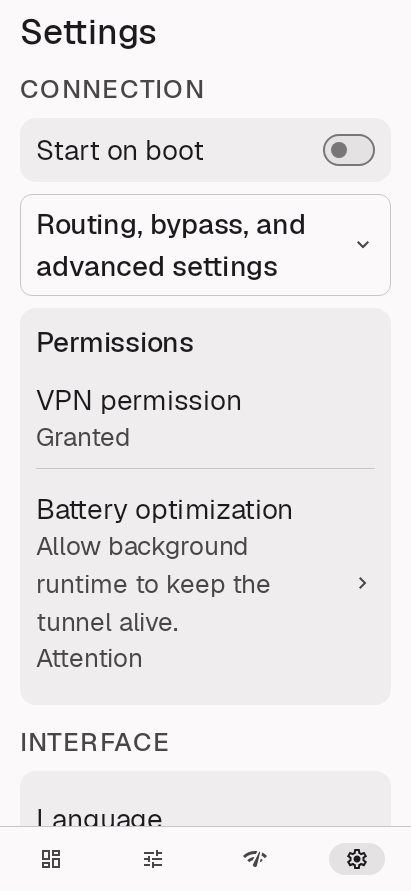 Settings
CONNECTION
Start on boot
Routing, bypass, and
advanced settings
Permissions
VPN permission
Granted
Battery optimization
Allow background
runtime to keep the
tunnel alive.
Attention
INTERFACE
Language